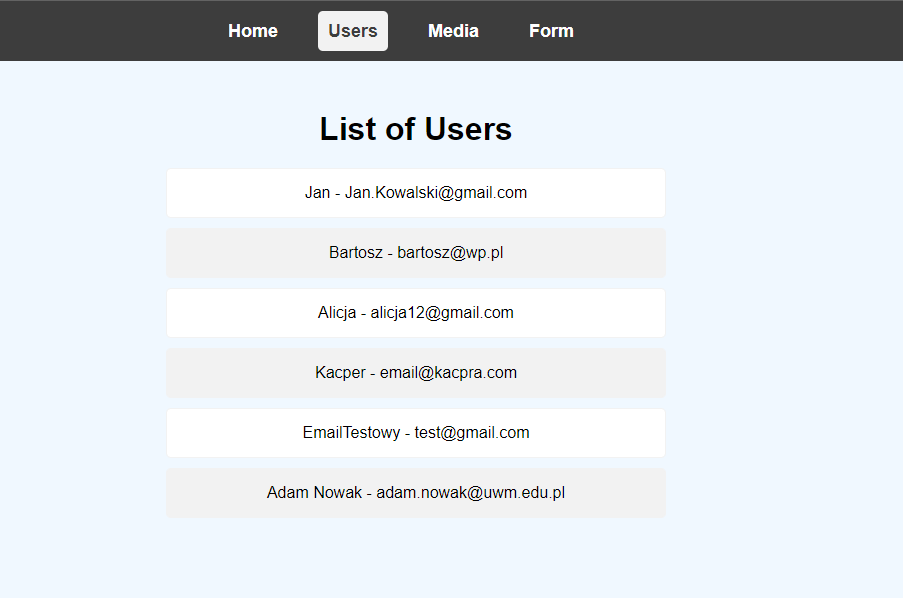 Home Users Media Form
List of Users
Jan - Jan.Kowalski@gmail.com
Bartosz - bartosz@wp.pl
Alicja - alicja12@gmail.com
Kacper - email@kacpra.com
EmailTestowy - test@gmail.com
Adam Nowak - adam.nowak@uwm.edu.pl